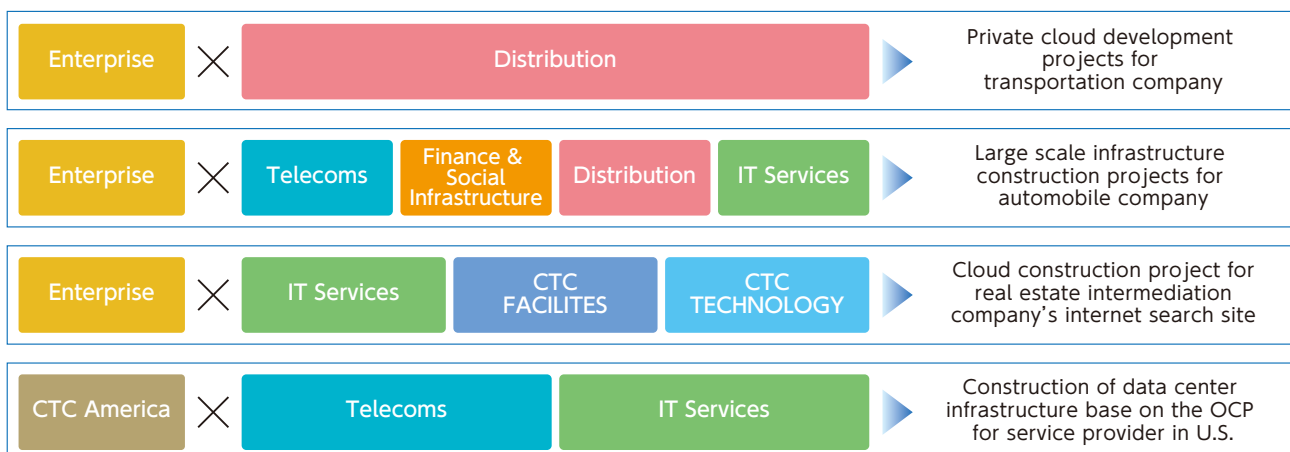 Enterprise
Distribution
Private cloud development
projects for
transportation company
Enterprise
Telecoms
Finance &
Social
Infrastructure
Distribution
IT Services
Large scale infrastructure
construction projects for
automobile company
Enterprise
IT Services
CTC
FACILITES
CTC
TECHNOLOGY
Cloud construction project for
real estate intermediation
company's internet search site
CTC America
Telecoms
IT Services
Construction of data center
infrastructure base on the OCP
for service provider in U.S.